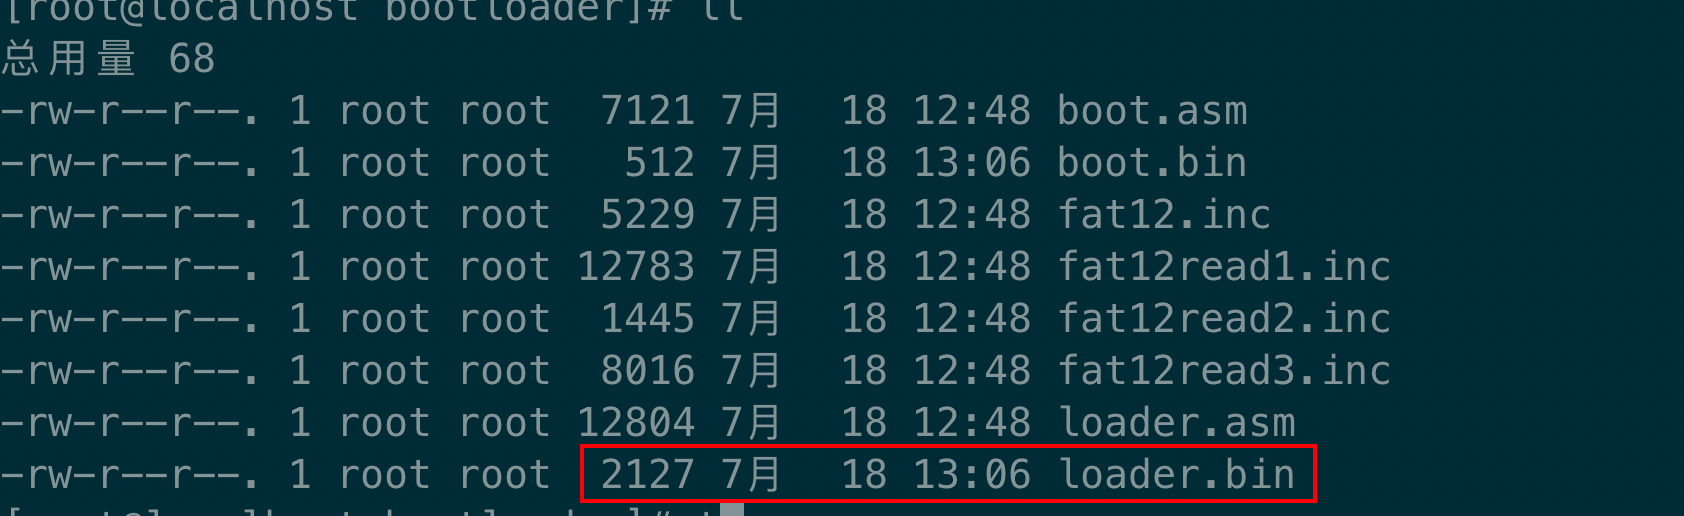 [root@localhost bootloader]# ll
总用量 68
-rw-r--r--. 1 root root  7121 7月  18 12:48 boot.asm
-rw-r--r--. 1 root root   512 7月  18 13:06 boot.bin
-rw-r--r--. 1 root root  5229 7月  18 12:48 fat12.inc
-rw-r--r--. 1 root root 12783 7月  18 12:48 fat12read1.inc
-rw-r--r--. 1 root root  1445 7月  18 12:48 fat12read2.inc
-rw-r--r--. 1 root root  8016 7月  18 12:48 fat12read3.inc
-rw-r--r--. 1 root root 12804 7月  18 12:48 loader.asm
-rw-r--r--. 1 root root  2127 7月  18 13:06 loader.bin